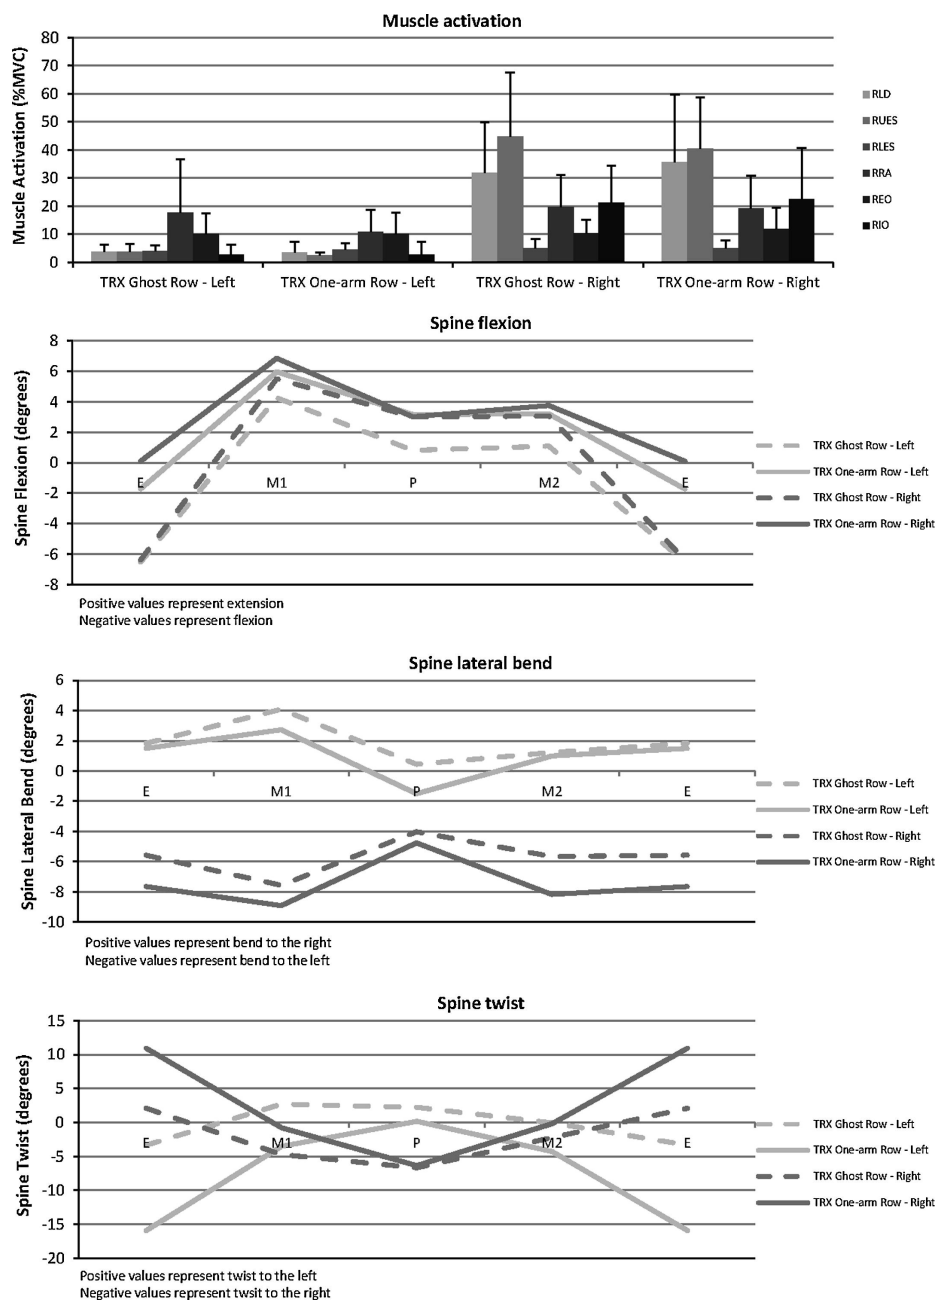 Muscle activation
Muscle Activation (%MVC)
80
70
60
50
40
30
20
10
0
TRX Ghost Row - Left
TRX One-arm Row - Left
TRX Ghost Row - Right
TRX One-arm Row - Right
RLD
RUES
RLES
RRA
REO
RIO
Spine flexion
Spine Flexion (degrees)
8
6
4
2
0
-2
-4
-6
-8
E
M1
P
M2
E
TRX Ghost Row - Left
TRX One-arm Row - Left
TRX Ghost Row - Right
TRX One-arm Row - Right
Positive values represent extension
Negative values represent flexion
Spine lateral bend
Spine Lateral Bend (degrees)
6
4
2
0
-2
-4
-6
-8
-10
E
M1
P
M2
E
TRX Ghost Row - Left
TRX One-arm Row - Left
TRX Ghost Row - Right
TRX One-arm Row - Right
Positive values represent bend to the right
Negative values represent bend to the left
Spine twist
Spine Twist (degrees)
15
10
5
0
-5
-10
-15
-20
E
M1
P
M2
E
TRX Ghost Row - Left
TRX One-arm Row - Left
TRX Ghost Row - Right
TRX One-arm Row - Right
Positive values represent twist to the left
Negative values represent twsit to the right